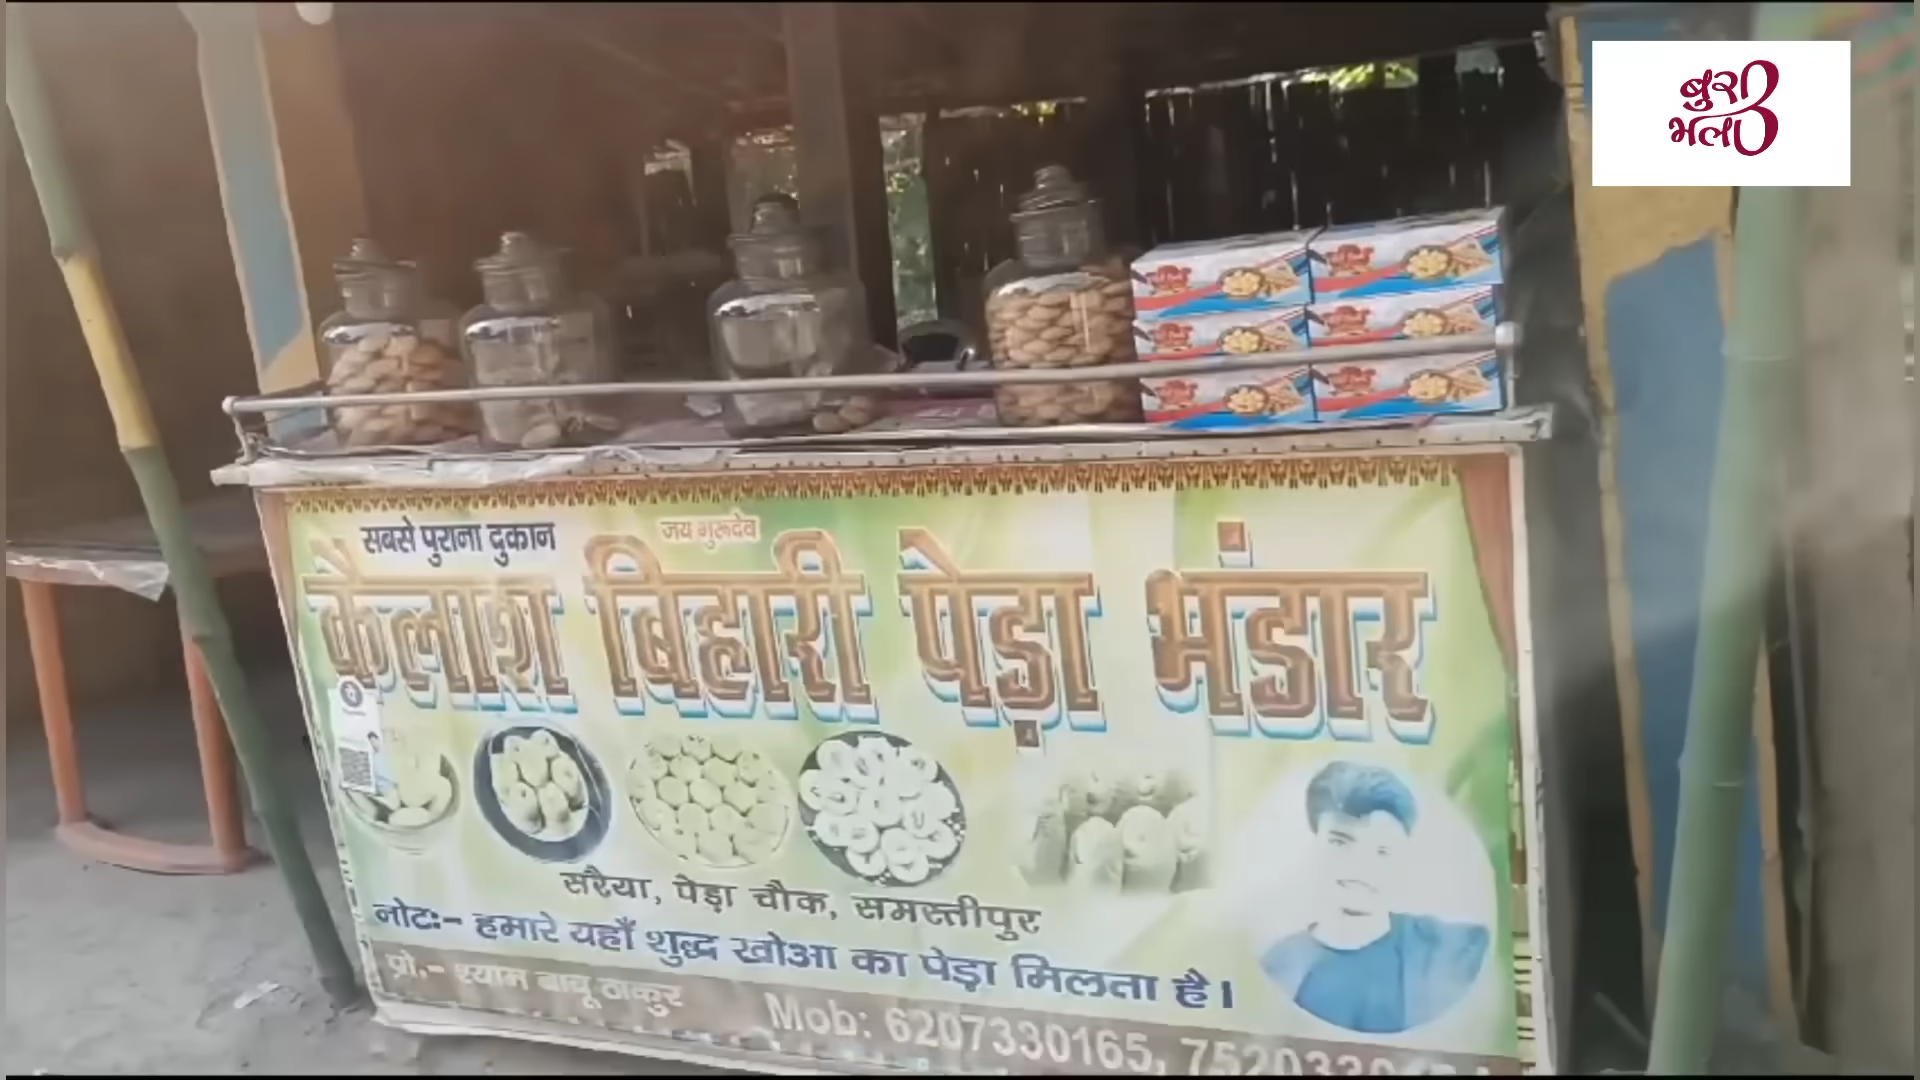 बुरा
भला
सबसे पुराना दुकान
जय गुरूदेव
कैलाश बिहारी पेड़ा भंडार
सरैया, पेड़ा चौक, समस्तीपुर
नोट:- हमारे यहाँ शुद्ध खोआ का पेड़ा मिलता है।
प्रो.- श्याम बाबू ठाकुर
Mob: 6207330165,